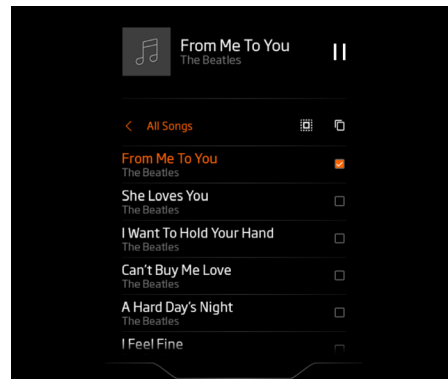 From Me To You
The Beatles
All Songs
From Me To You
The Beatles
She Loves You
The Beatles
I Want To Hold Your Hand
The Beatles
Can't Buy Me Love
The Beatles
A Hard Day's Night
The Beatles
I Feel Fine